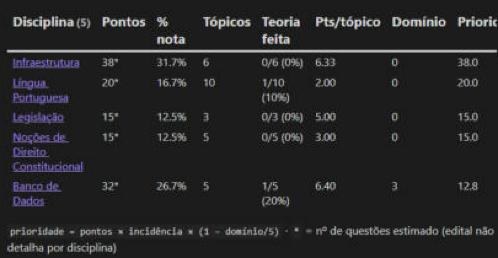 Disciplina (5) Pontos % nota Tópicos Teoria feita Pts/tópico Domínio Priorid
Infraestrutura 38* 31.7% 6 0/6 (0%) 6.33 0 38.0
Língua Portuguesa 20* 16.7% 10 1/10 (10%) 2.00 0 20.0
Legislação 15* 12.5% 3 0/3 (0%) 5.00 0 15.0
Noções de Direito Constitucional 15* 12.5% 5 0/5 (0%) 3.00 0 15.0
Banco de Dados 32* 26.7% 5 1/5 (20%) 6.40 3 12.8
prioridade = pontos × incidência × (1 - domínio/5) · * = nº de questões estimado (edital não
detalha por disciplina)